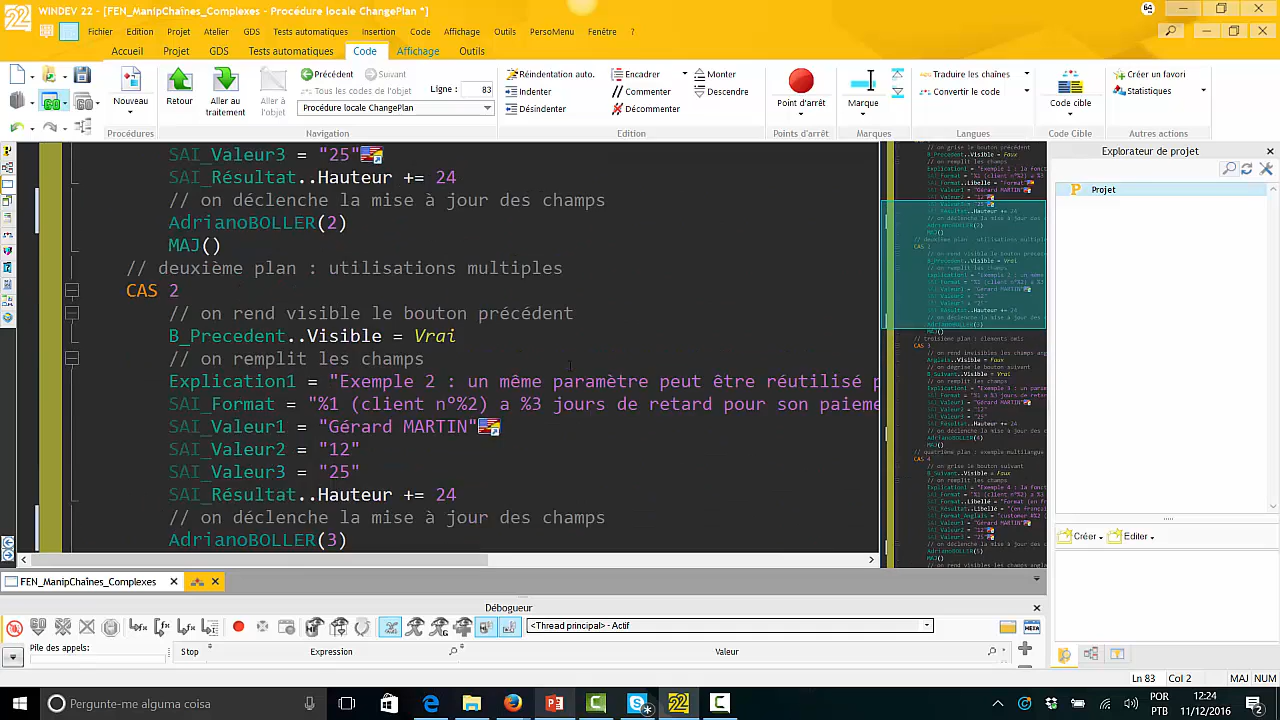 WINDEV 22 - FEN_ManipChaînes_Complexes* - [Procédure locale ChangePlan *]
Fichier Edition Projet Atelier GDS Tests automatiques Insertion Code Affichage Outils PersoMenu Fenêtre ?
Accueil Projet GDS Tests automatiques Code Affichage Outils
Précédent Suivant Ligne : 83 Réindentation auto. Encadrer Monter Traduire les chaînes Créer un favori
Tous les objets Indenter Commenter Descendre Convertir le code Statistiques
Nouveau Retour Aller au traitement Aller à l'objet Procédure locale ChangePlan Désindenter Décommenter Point d'arrêt Marque Code cible
Procédures Navigation Edition Points d'arrêt Marques Langues Code Cible Autres actions
SAI_Valeur3 = "25"
SAI_Résultat..Hauteur += 24
// on déclenche la mise à jour des champs
AdrianoBOLLER(2)
MAJ()
// deuxième plan : utilisations multiples
CAS 2
// on rend visible le bouton précédent
B_Precedent..Visible = Vrai
// on remplit les champs
Explication1 = "Exemple 2 : un même paramètre peut être réutilisé p
SAI_Format = "%1 (client n°%2) a %3 jours de retard pour son paieme
SAI_Valeur1 = "Gérard MARTIN"
SAI_Valeur2 = "12"
SAI_Valeur3 = "25"
SAI_Résultat..Hauteur += 24
// on déclenche la mise à jour des champs
AdrianoBOLLER(3)
Explorateur de projet
Projet
Créer Editer
FEN_ManipChaînes_Complexes
Débogueur
<Thread principal> - Actif
Pile des appels: Stop Expression Valeur
Ln 83 Col 2 MAJ NUM
Pergunte-me alguma coisa
POR
PTB
12:24
11/12/2016